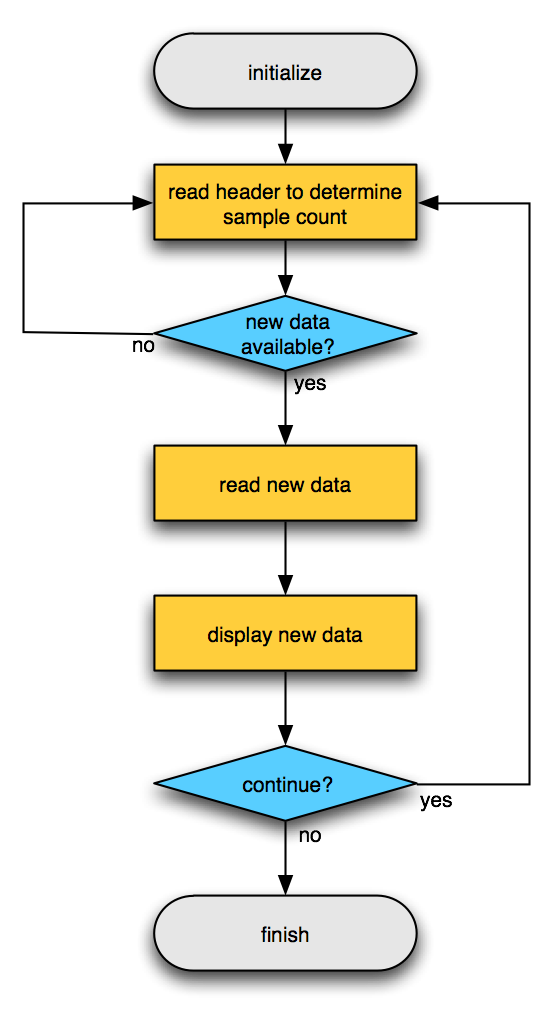 initialize
read header to determine
sample count
new data
available?
no
yes
read new data
display new data
continue?
yes
no
finish